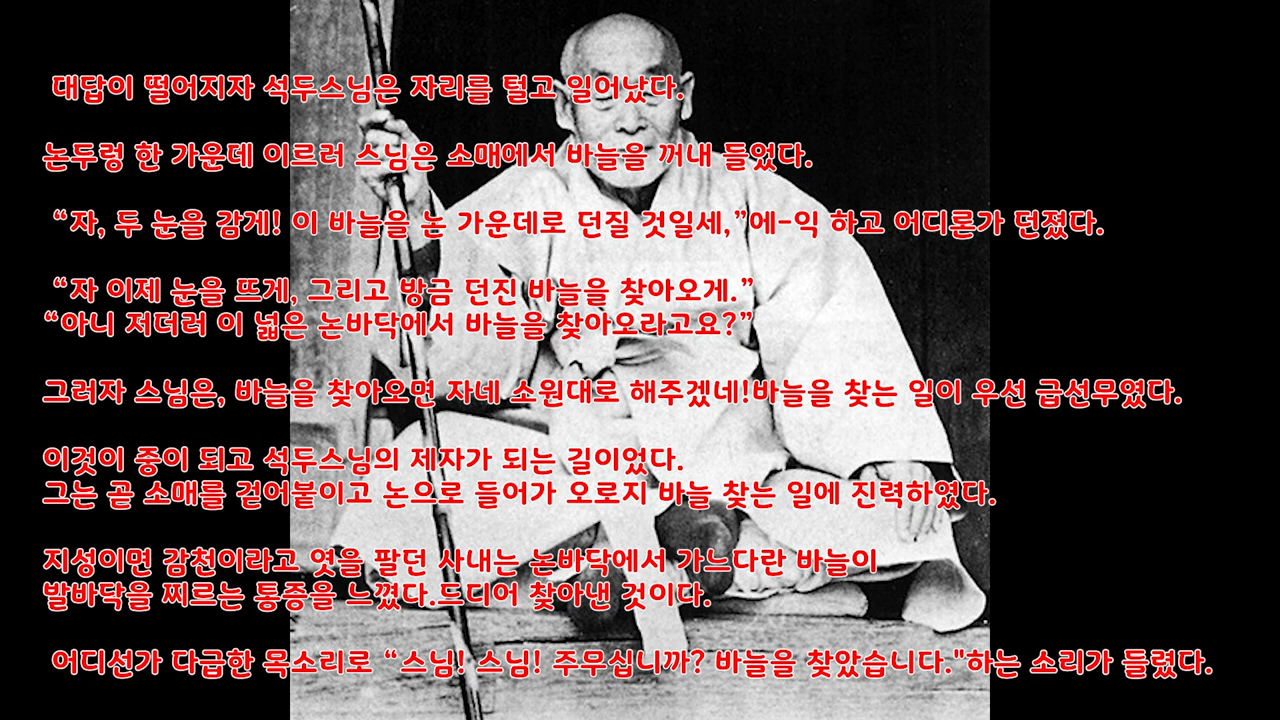 대답이 떨어지자 석두스님은 자리를 털고 일어났다.
논두렁 한 가운데 이르러 스님은 소매에서 바늘을 꺼내 들었다.
“자, 두 눈을 감게! 이 바늘을 논 가운데로 던질 것일세,”에-익 하고 어디론가 던졌다.
“자 이제 눈을 뜨게, 그리고 방금 던진 바늘을 찾아오게.”
“아니 저더러 이 넓은 논바닥에서 바늘을 찾아오라고요?”
그러자 스님은, 바늘을 찾아오면 자네 소원대로 해주겠네!바늘을 찾는 일이 우선 급선무였다.
이것이 중이 되고 석두스님의 제자가 되는 길이었다.
그는 곧 소매를 걷어붙이고 논으로 들어가 오로지 바늘 찾는 일에 진력하였다.
지성이면 감천이라고 엿을 팔던 사내는 논바닥에서 가느다란 바늘이
발바닥을 찌르는 통증을 느꼈다.드디어 찾아낸 것이다.
어디선가 다급한 목소리로 “스님! 스님! 주무십니까? 바늘을 찾았습니다."하는 소리가 들렸다.